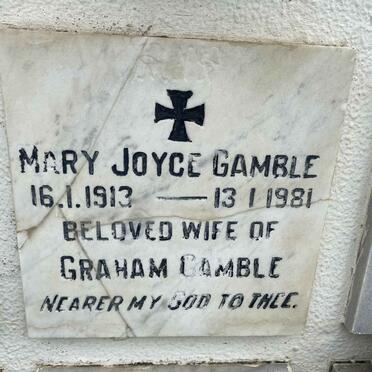 MARY JOYCE GAMBLE
16.1.1913 — 13 1 1981
BELOVED WIFE OF
GRAHAM GAMBLE
NEARER MY GOD TO THEE.